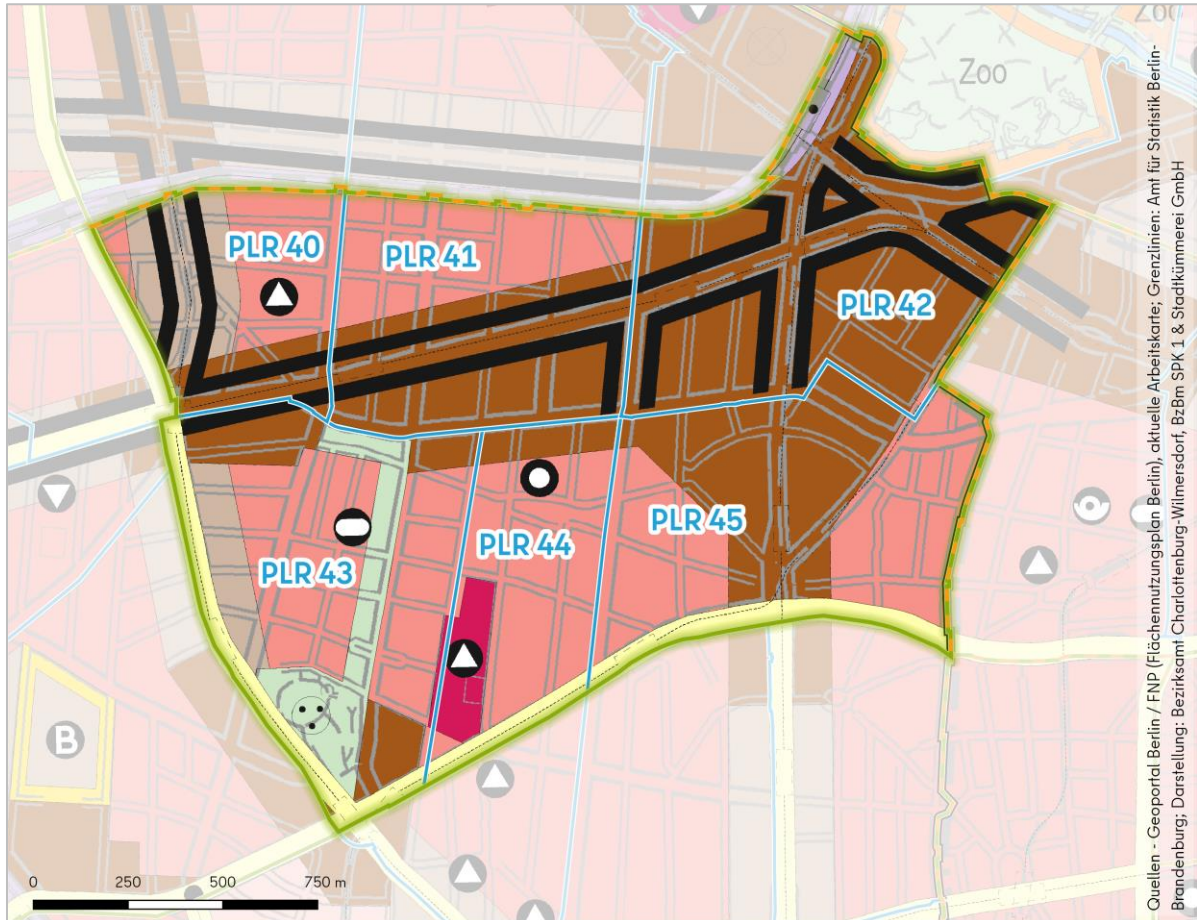 Zoo
Zoo
PLR 40
PLR 41
PLR 42
PLR 45
PLR 44
PLR 43
B
0 250 500 750 m
Quellen - Geoportal Berlin / FNP (Flächennutzungsplan Berlin), aktuelle Arbeitskarte; Grenzlinien: Amt für Statistik Berlin-
Brandenburg; Darstellung: Bezirksamt Charlottenburg-Wilmersdorf, BzBm SPK 1 & Stadtkümmerei GmbH